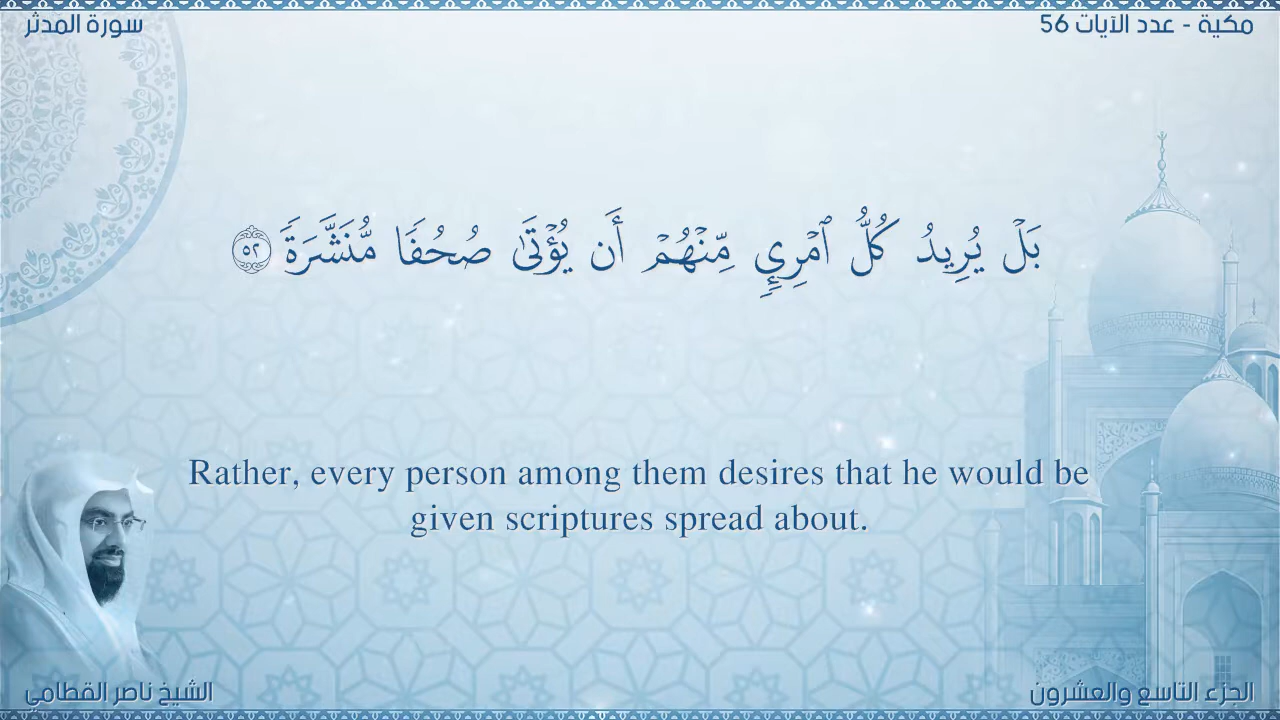 سورة المدثر
مكية - عدد الآيات 56
بَلۡ يُرِيدُ كُلُّ ٱمۡرِيٕٖ مِّنۡهُمۡ أَن يُؤۡتَىٰ صُحُفٗا مُّنَشَّرَةٗ ٥٢
Rather, every person among them desires that he would be
given scriptures spread about.
الشيخ ناصر القطامي
الجزء التاسع والعشرون